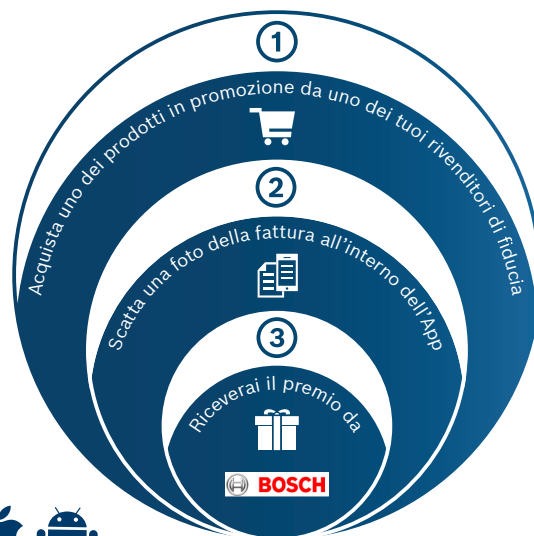 1
Acquista uno dei prodotti in promozione da uno dei tuoi rivenditori di fiducia
2
Scatta una foto della fattura all'interno dell'App
3
Riceverai il premio da
BOSCH